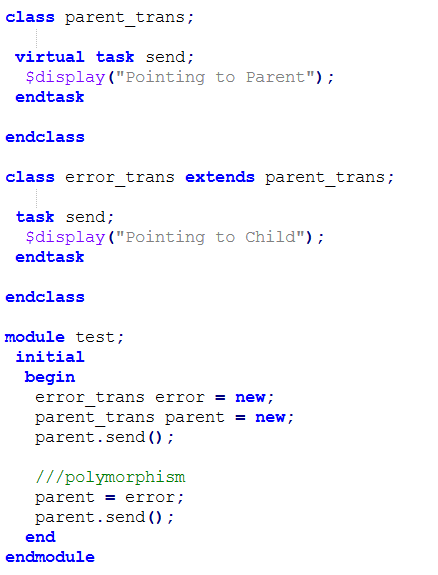 class parent_trans;
virtual task send;
$display("Pointing to Parent");
endtask
endclass
class error_trans extends parent_trans;
task send;
$display("Pointing to Child");
endtask
endclass
module test;
initial
begin
error_trans error = new;
parent_trans parent = new;
parent.send();
///polymorphism
parent = error;
parent.send();
end
endmodule